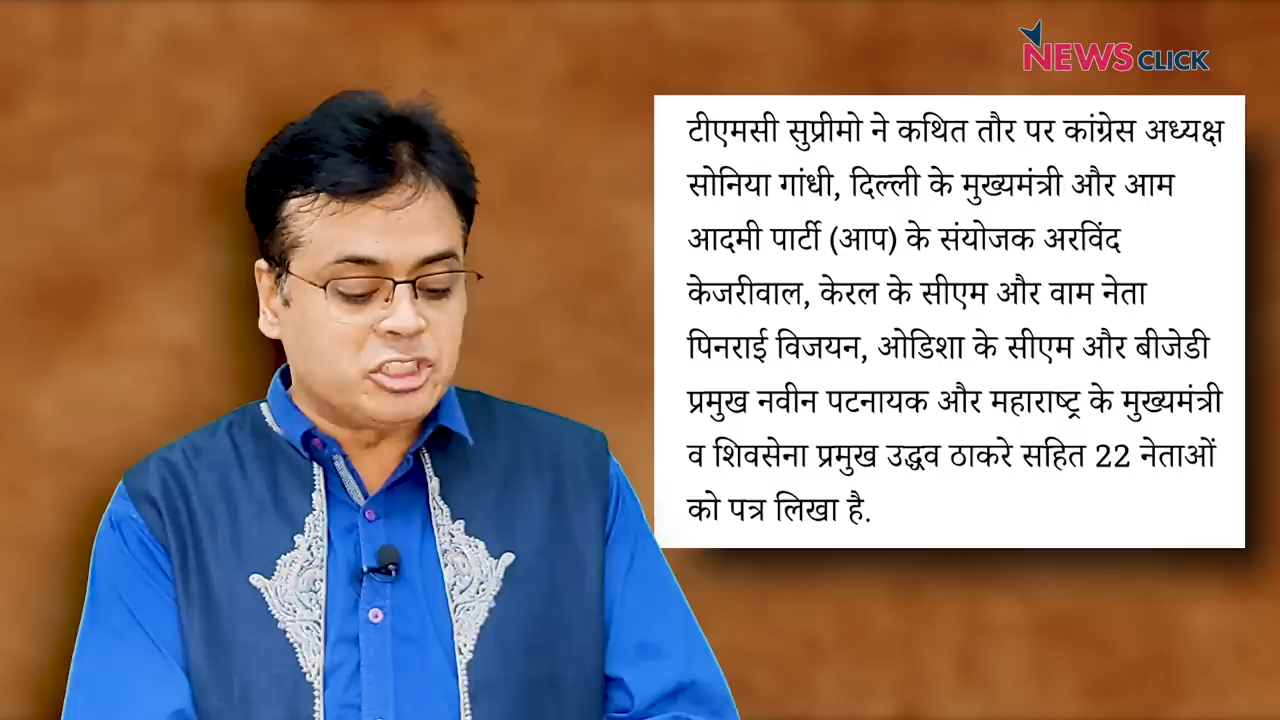 NEWSCLICK
टीएमसी सुप्रीमो ने कथित तौर पर कांग्रेस अध्यक्ष
सोनिया गांधी, दिल्ली के मुख्यमंत्री और आम
आदमी पार्टी (आप) के संयोजक अरविंद
केजरीवाल, केरल के सीएम और वाम नेता
पिनराई विजयन, ओडिशा के सीएम और बीजेडी
प्रमुख नवीन पटनायक और महाराष्ट्र के मुख्यमंत्री
व शिवसेना प्रमुख उद्धव ठाकरे सहित 22 नेताओं
को पत्र लिखा है.